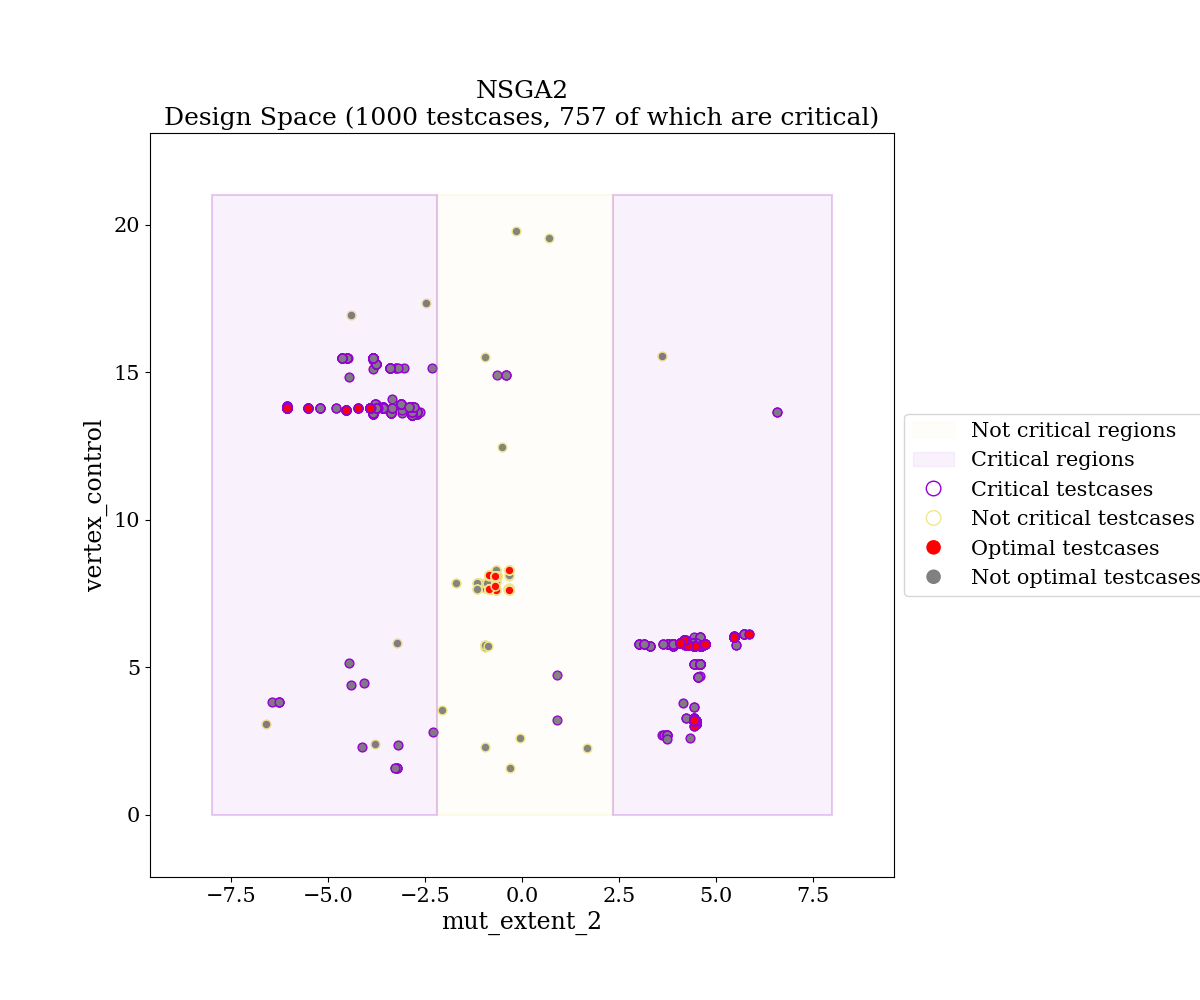 NSGA2
Design Space (1000 testcases, 757 of which are critical)
20
15
10
5
0
vertex_control
−7.5
−5.0
−2.5
0.0
2.5
5.0
7.5
mut_extent_2
Not critical regions
Critical regions
Critical testcases
Not critical testcases
Optimal testcases
Not optimal testcases